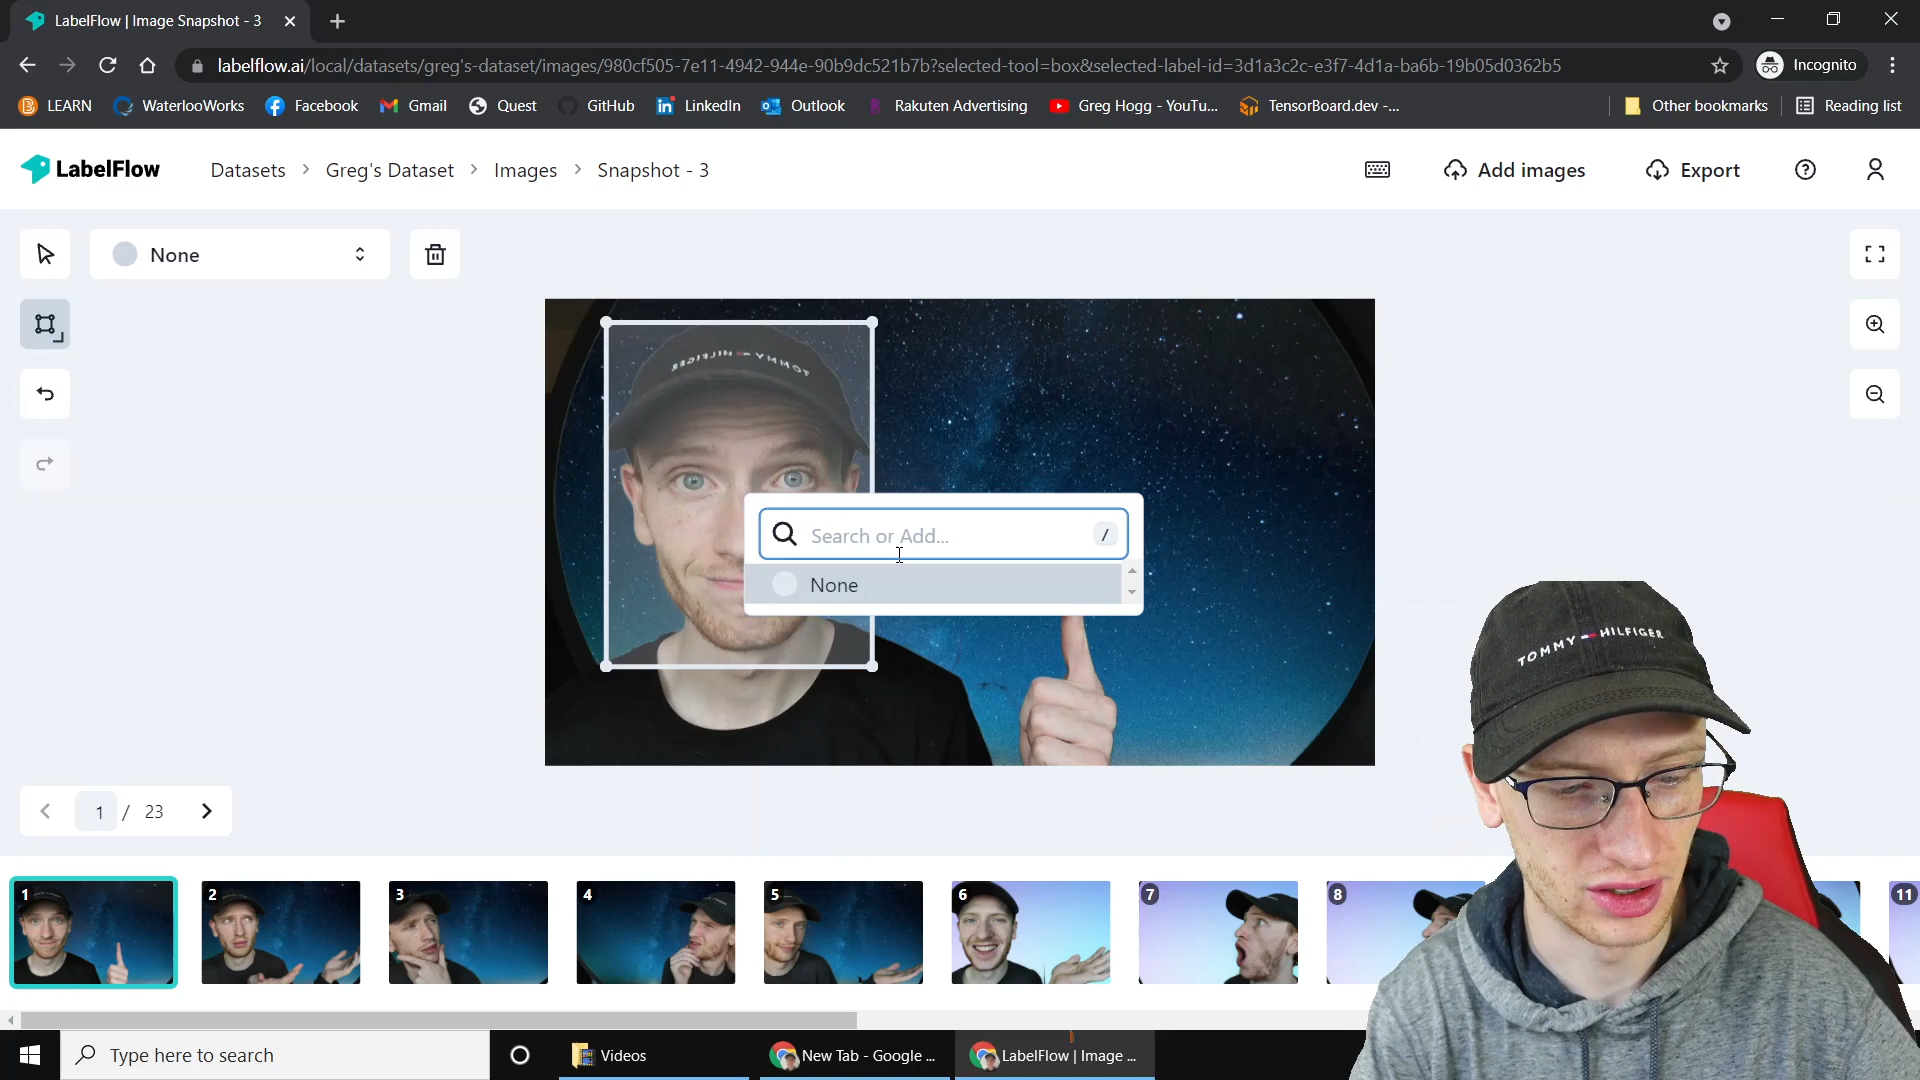 LabelFlow | Image Snapshot - 3
labelflow.ai/local/datasets/greg's-dataset/images/980cf505-7e11-4942-944e-90b9dc521b7b?selected-tool=box&selected-label-id=3d1a3c2c-e3f7-4d1a-ba6b-19b05d0362b5
Incognito
LEARN WaterlooWorks Facebook Gmail Quest GitHub LinkedIn Outlook Rakuten Advertising Greg Hogg - YouTu... TensorBoard.dev -... Other bookmarks Reading list
LabelFlow Datasets > Greg's Dataset > Images > Snapshot - 3 Add images Export
None
TOMMY HILFIGER
Search or Add... /
None
TOMMY HILFIGER
1 / 23
1 2 3 4 5 6 7 8 11
Type here to search Videos New Tab - Google ... LabelFlow | Image ...